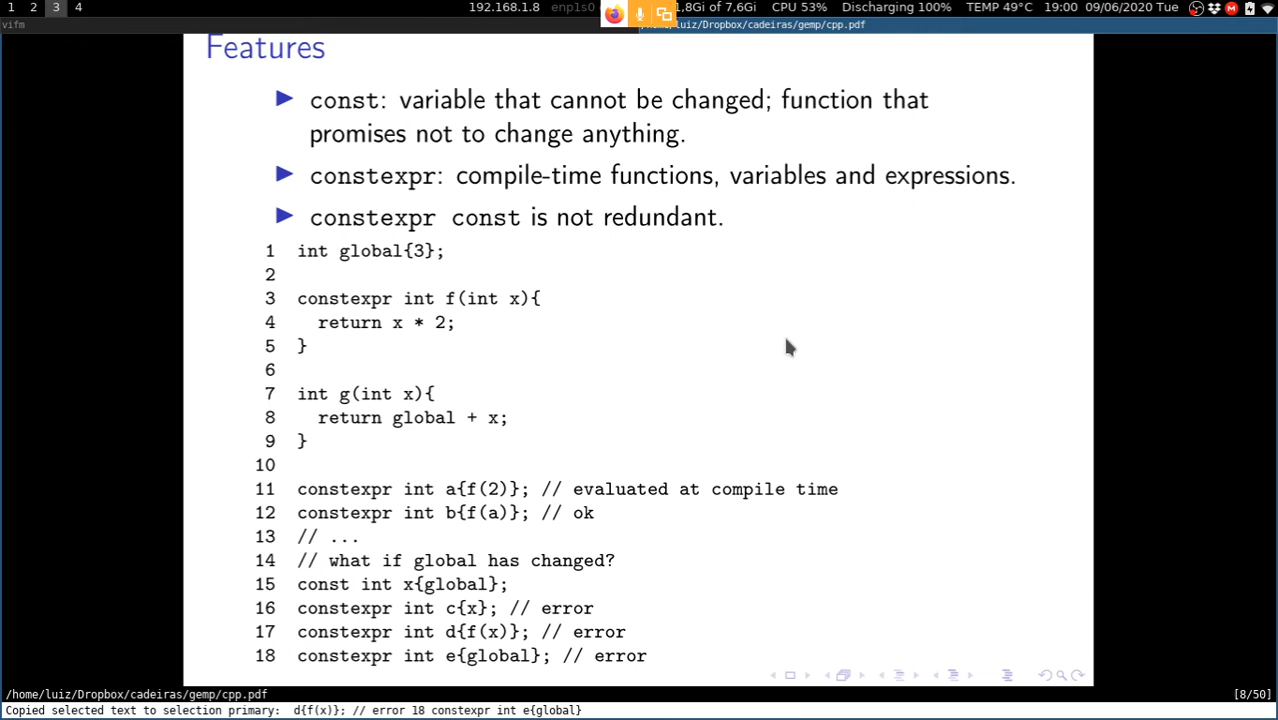 1 2 3 4 192.168.1.8 enp1s0 1,8Gi of 7,6Gi CPU 53% Discharging 100% TEMP 49°C 19:00 09/06/2020 Tue
vifm /home/luiz/Dropbox/cadeiras/gemp/cpp.pdf
Features
const: variable that cannot be changed; function that
promises not to change anything.
constexpr: compile-time functions, variables and expressions.
constexpr const is not redundant.
1 int global{3};
2
3 constexpr int f(int x){
4 return x * 2;
5 }
6
7 int g(int x){
8 return global + x;
9 }
10
11 constexpr int a{f(2)}; // evaluated at compile time
12 constexpr int b{f(a)}; // ok
13 // ...
14 // what if global has changed?
15 const int x{global};
16 constexpr int c{x}; // error
17 constexpr int d{f(x)}; // error
18 constexpr int e{global}; // error
/home/luiz/Dropbox/cadeiras/gemp/cpp.pdf [8/50]
Copied selected text to selection primary: d{f(x)}; // error 18 constexpr int e{global}